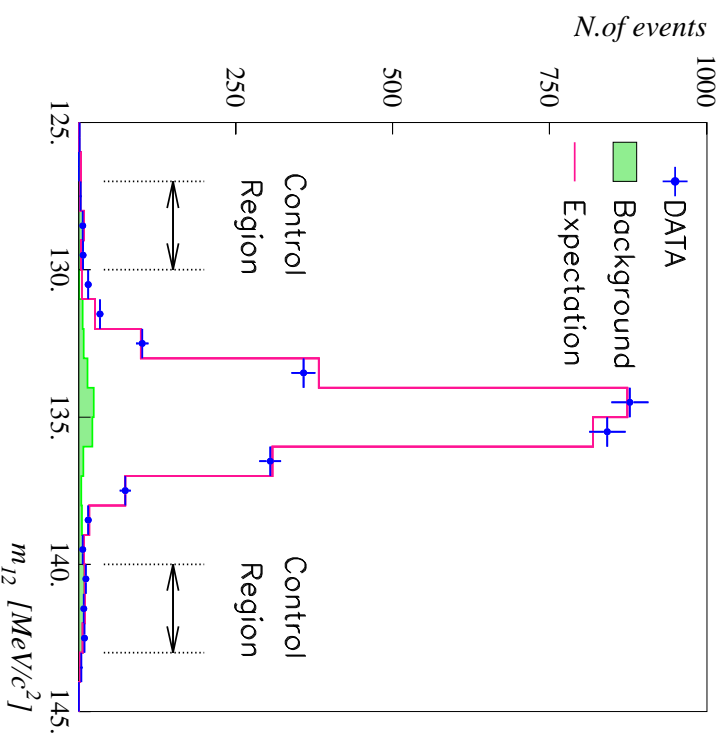 N.of events
1000
750
500
250
DATA
Background
Expectation
Control
Region
Control
Region
125.
130.
135.
140.
145.
m12 [MeV/c2]